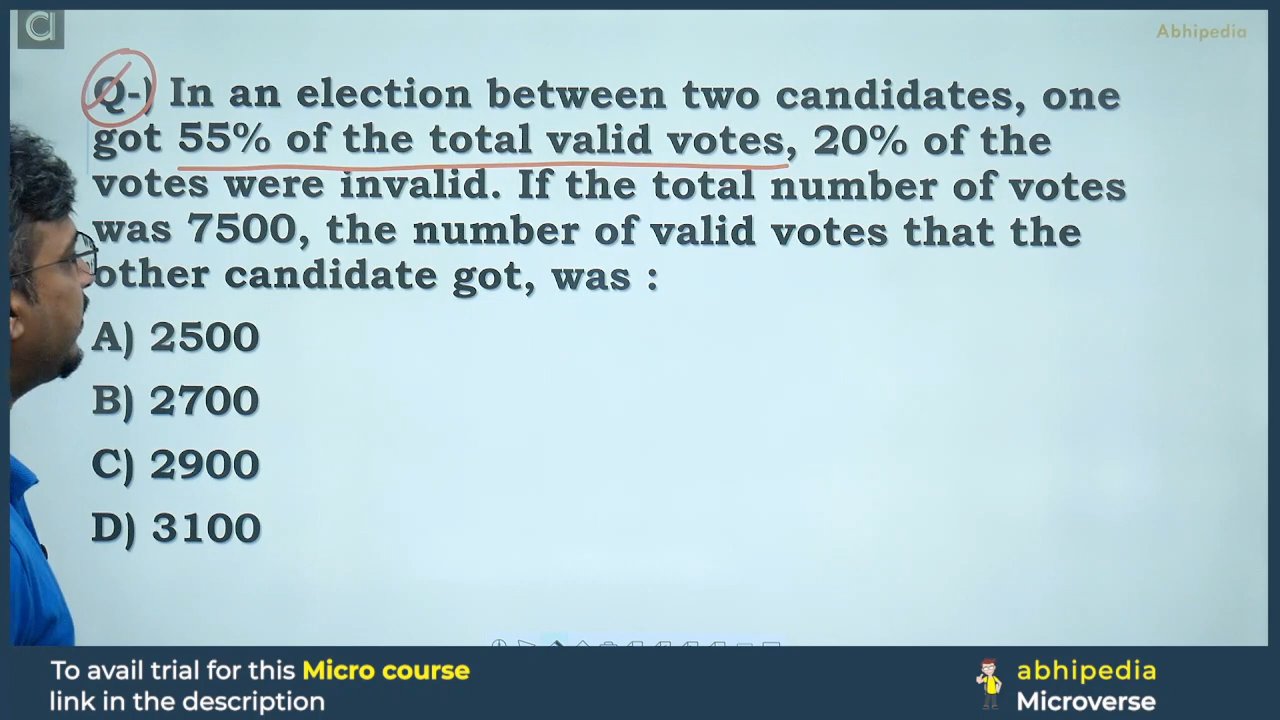 a
Abhipedia
Q-) In an election between two candidates, one
got 55% of the total valid votes, 20% of the
votes were invalid. If the total number of votes
was 7500, the number of valid votes that the
other candidate got, was :
A) 2500
B) 2700
C) 2900
D) 3100
To avail trial for this Micro course
link in the description
abhipedia
Microverse